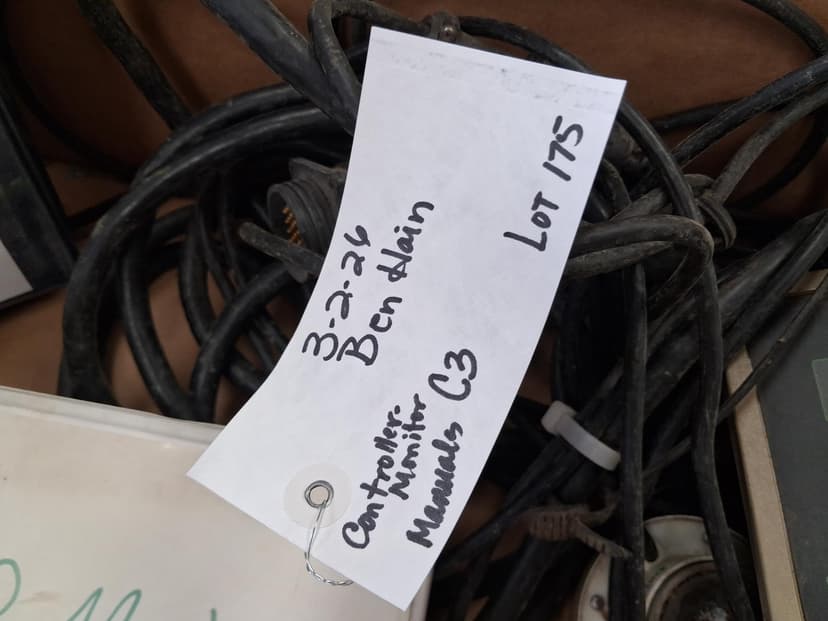 3-2-26
Ben Hain
Controller-
Monitor
Manuals C3
LOT 175